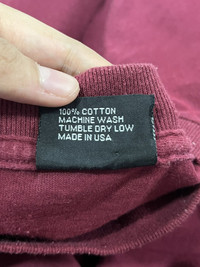 100% COTTON
MACHINE WASH
TUMBLE DRY LOW
MADE IN USA